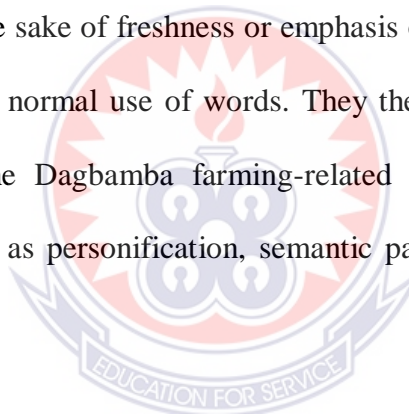 e sake of freshness or emphasis
normal use of words. They the
e Dagbamba farming-related
as personification, semantic pa
EDUCATION FOR SERVICE